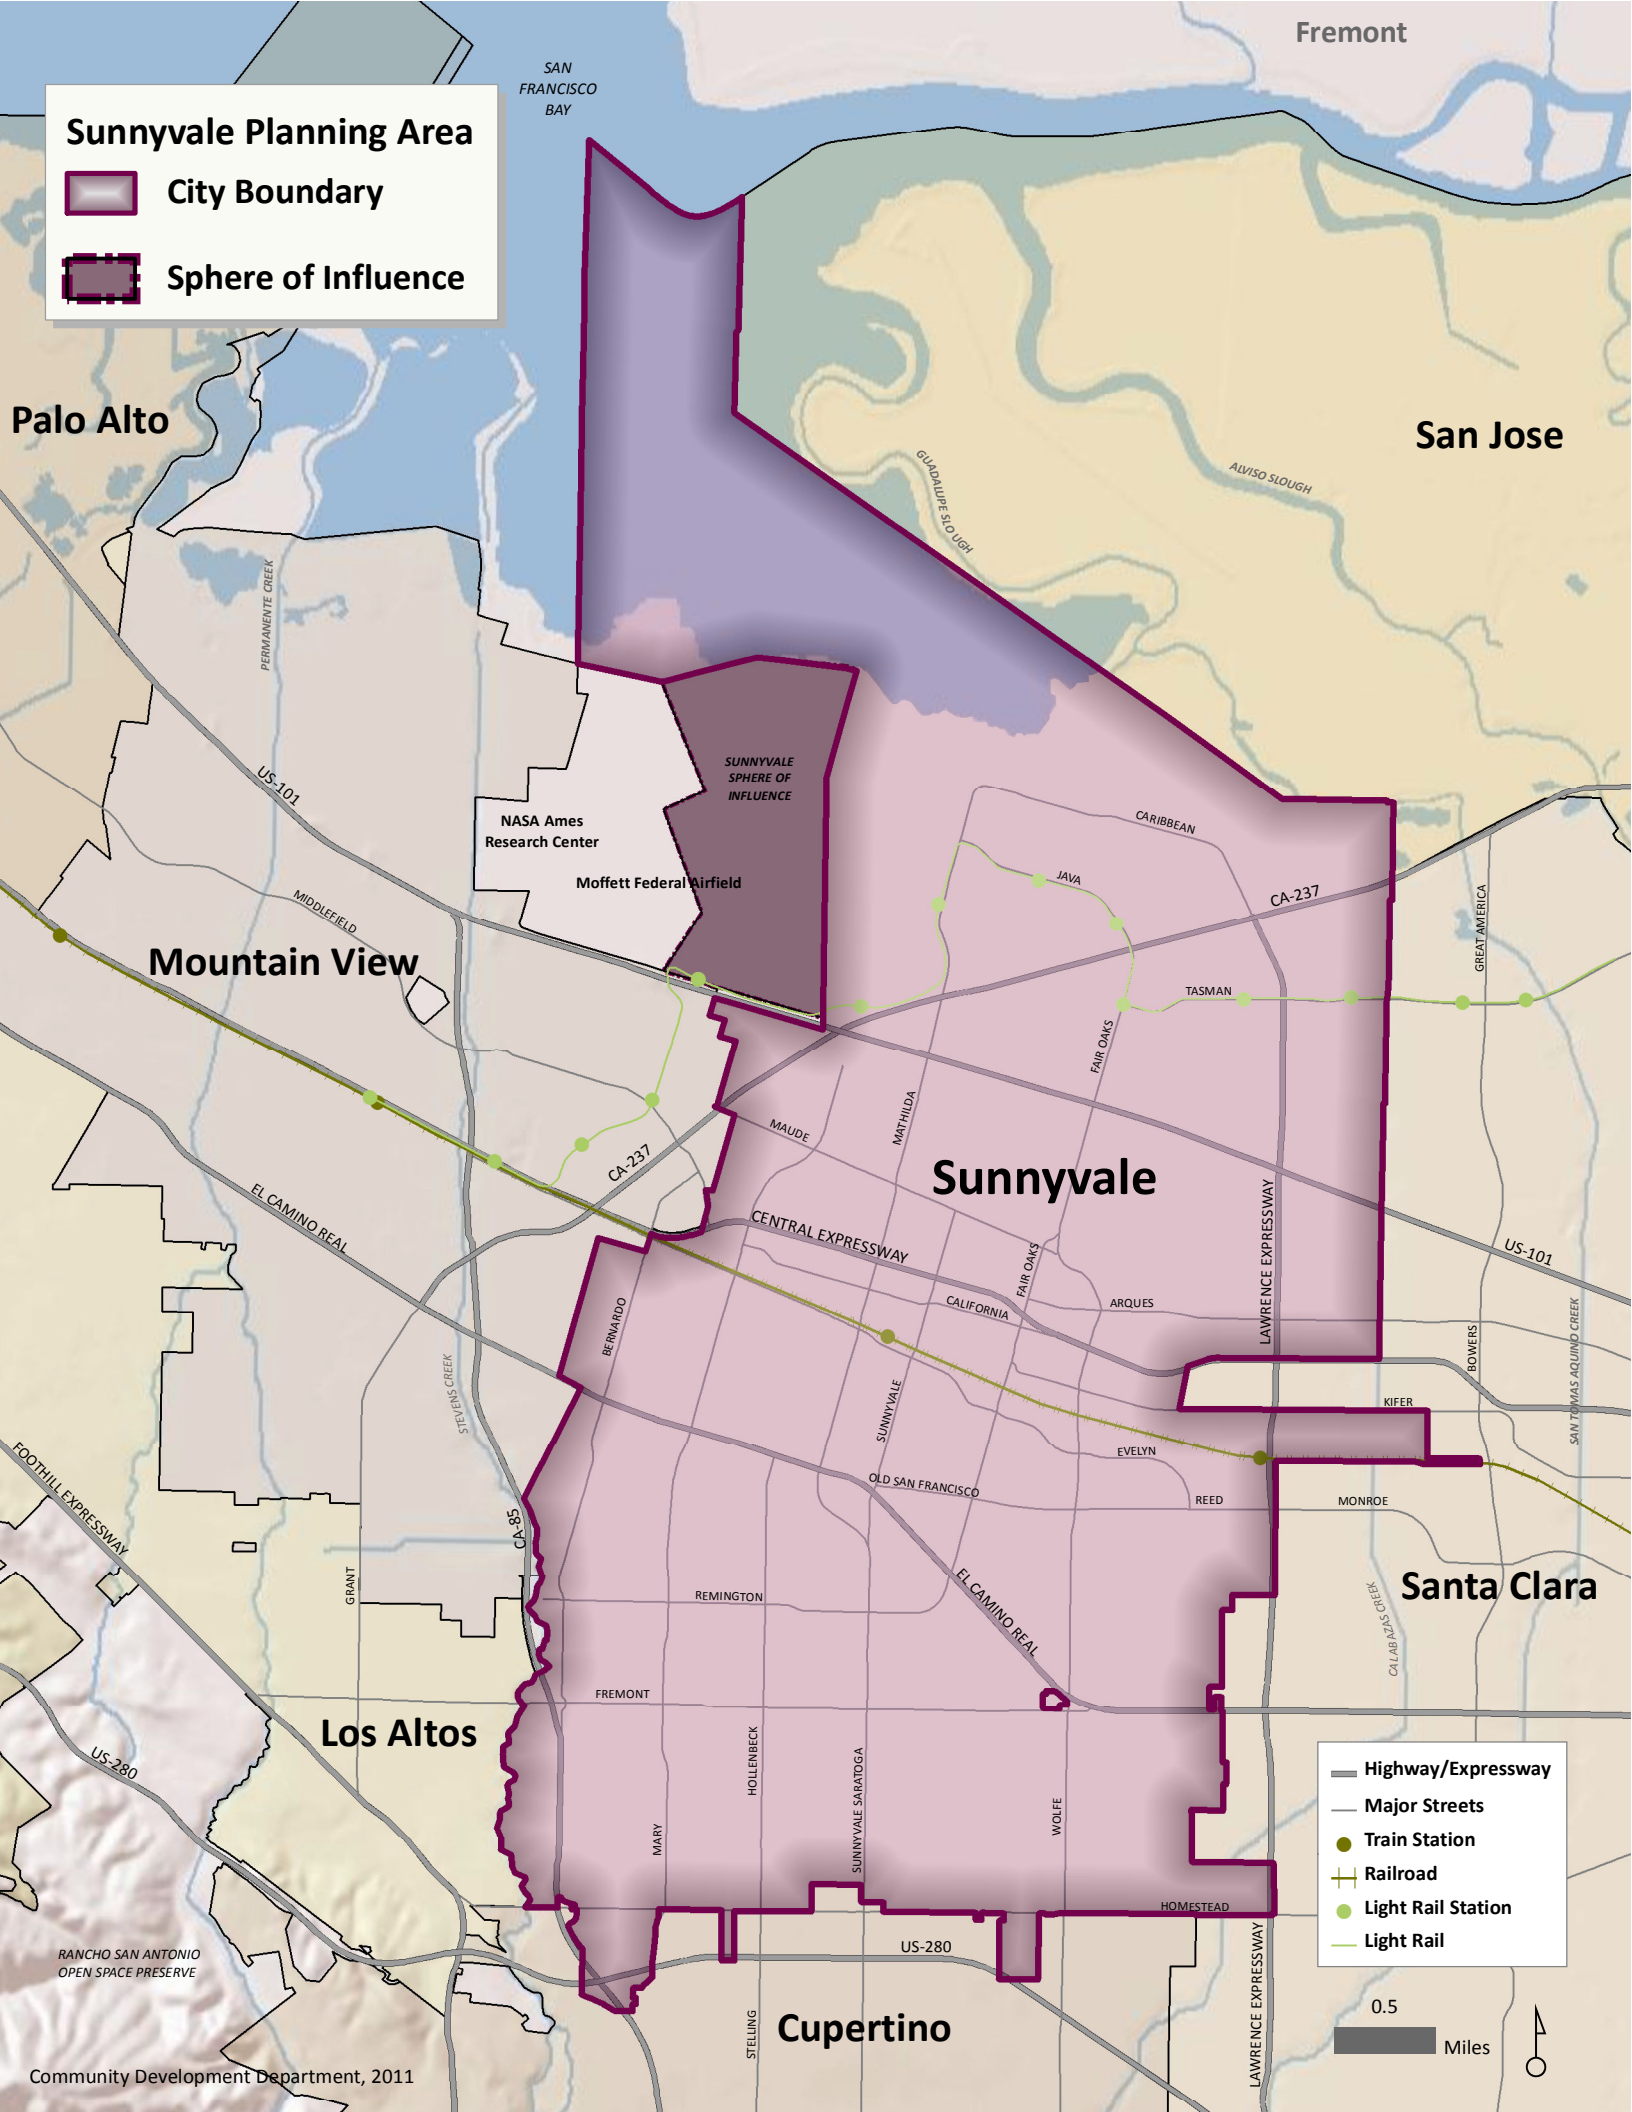 Fremont
SAN
FRANCISCO
BAY
Sunnyvale Planning Area
City Boundary
Sphere of Influence
Palo Alto
San Jose
GUADALUPE SLO UGH
ALVISO SLOUGH
PERMANENTE CREEK
US-101
SUNNYVALE
SPHERE OF
INFLUENCE
NASA Ames
Research Center
Moffett Federal Airfield
CARIBBEAN
JAVA
CA-237
GREAT AMERICA
MIDDLEFIELD
Mountain View
TASMAN
FAIR OAKS
MATHILDA
MAUDE
CA-237
Sunnyvale
EL CAMINO REAL
CENTRAL EXPRESSWAY
LAWRENCE EXPRESSWAY
US-101
FAIR OAKS
CALIFORNIA
ARQUES
BERNARDO
BOWERS
SAN TOMAS AQUINO CREEK
STEVENS CREEK
SUNNYVALE
KIFER
EVELYN
FOOTHILL EXPRESSWAY
OLD SAN FRANCISCO
REED
MONROE
CA-85
GRANT
REMINGTON
EL CAMINO REAL
Santa Clara
CALABAZAS CREEK
FREMONT
Los Altos
US-280
HOLLENBECK
SUNNYVALE SARATOGA
MARY
WOLFE
Highway/Expressway
Major Streets
Train Station
Railroad
Light Rail Station
Light Rail
HOMESTEAD
RANCHO SAN ANTONIO
OPEN SPACE PRESERVE
US-280
LAWRENCE EXPRESSWAY
STELLING
Cupertino
0.5
Miles
Community Development Department, 2011